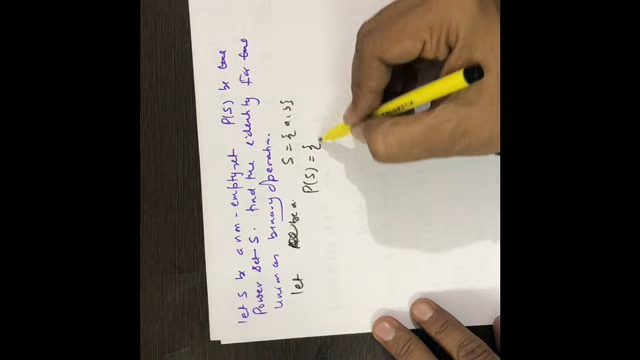 let S be a non-empty set P(S) be the
Power set S. find the identity for the
Union as binary operation.
let be a S = { a, b }
P(S) = {